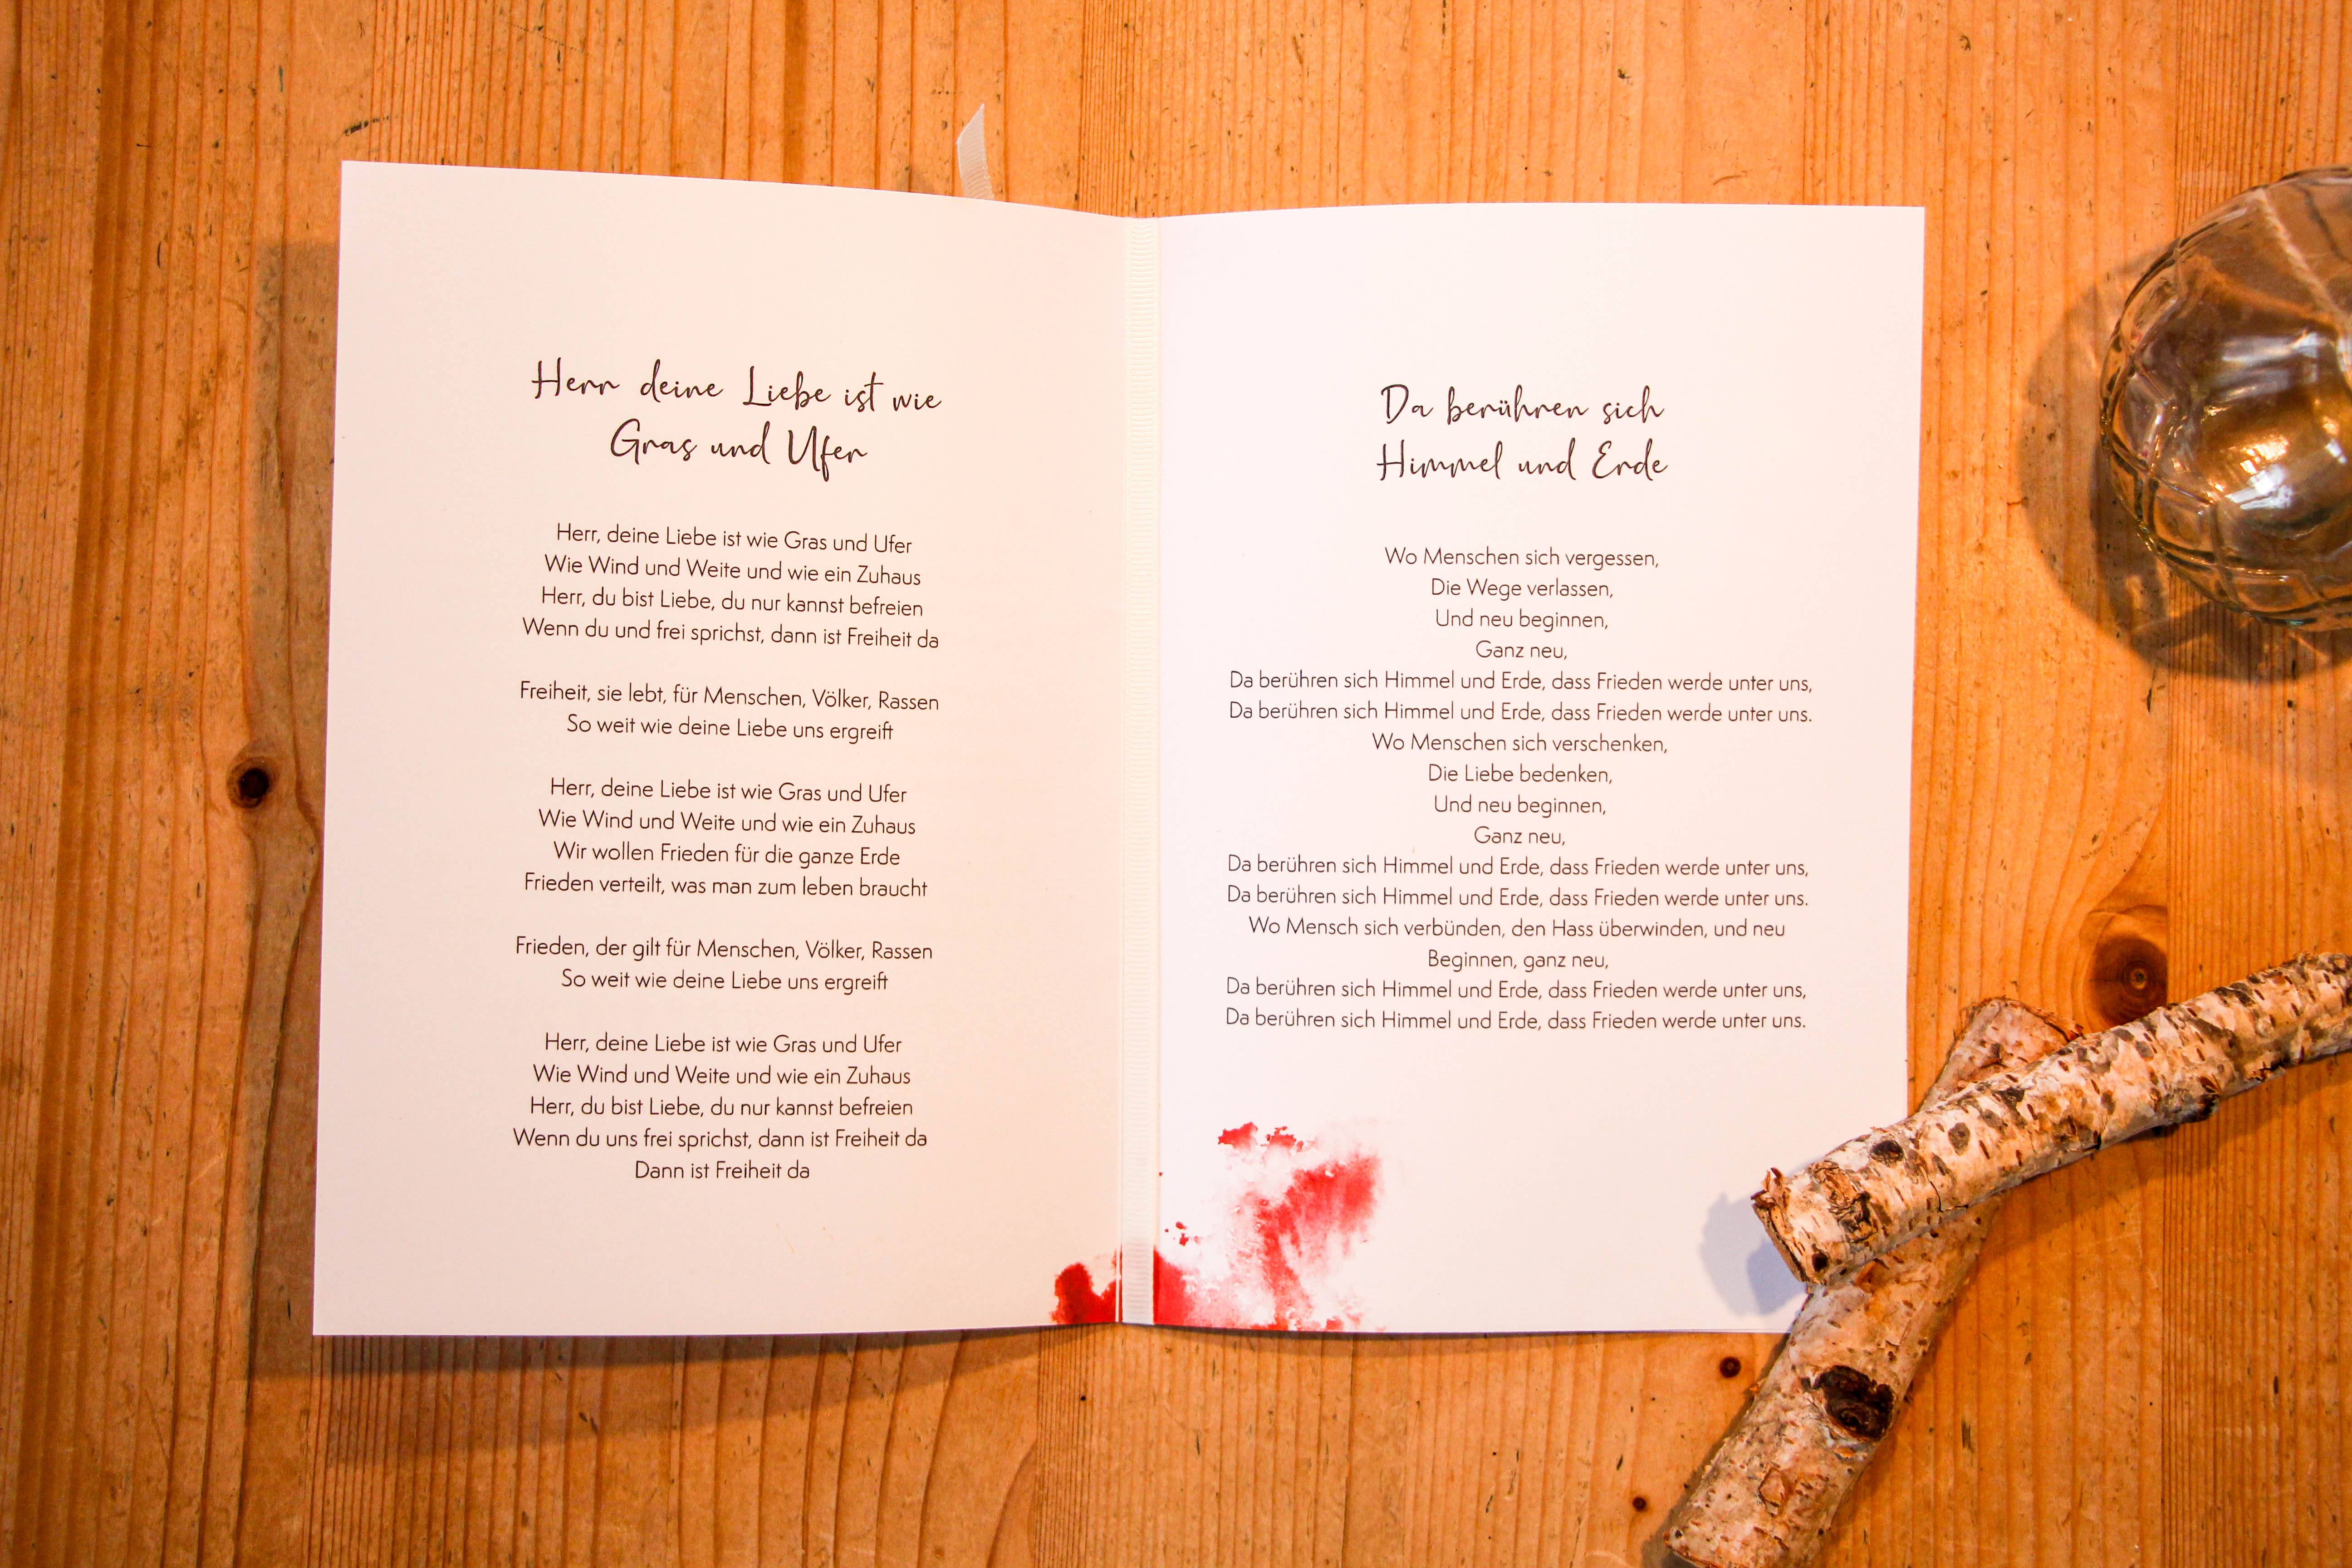 Herr deine Liebe ist wie
Gras und Ufer
Herr, deine Liebe ist wie Gras und Ufer
Wie Wind und Weite und wie ein Zuhaus
Herr, du bist Liebe, du nur kannst befreien
Wenn du und frei sprichst, dann ist Freiheit da
Freiheit, sie lebt, für Menschen, Völker, Rassen
So weit wie deine Liebe uns ergreift
Herr, deine Liebe ist wie Gras und Ufer
Wie Wind und Weite und wie ein Zuhaus
Wir wollen Frieden für die ganze Erde
Frieden verteilt, was man zum leben braucht
Frieden, der gilt für Menschen, Völker, Rassen
So weit wie deine Liebe uns ergreift
Herr, deine Liebe ist wie Gras und Ufer
Wie Wind und Weite und wie ein Zuhaus
Herr, du bist Liebe, du nur kannst befreien
Wenn du uns frei sprichst, dann ist Freiheit da
Dann ist Freiheit da
Da berühren sich
Himmel und Erde
Wo Menschen sich vergessen,
Die Wege verlassen,
Und neu beginnen,
Ganz neu,
Da berühren sich Himmel und Erde, dass Frieden werde unter uns,
Da berühren sich Himmel und Erde, dass Frieden werde unter uns.
Wo Menschen sich verschenken,
Die Liebe bedenken,
Und neu beginnen,
Ganz neu,
Da berühren sich Himmel und Erde, dass Frieden werde unter uns,
Da berühren sich Himmel und Erde, dass Frieden werde unter uns.
Wo Mensch sich verbünden, den Hass überwinden, und neu
Beginnen, ganz neu,
Da berühren sich Himmel und Erde, dass Frieden werde unter uns,
Da berühren sich Himmel und Erde, dass Frieden werde unter uns.